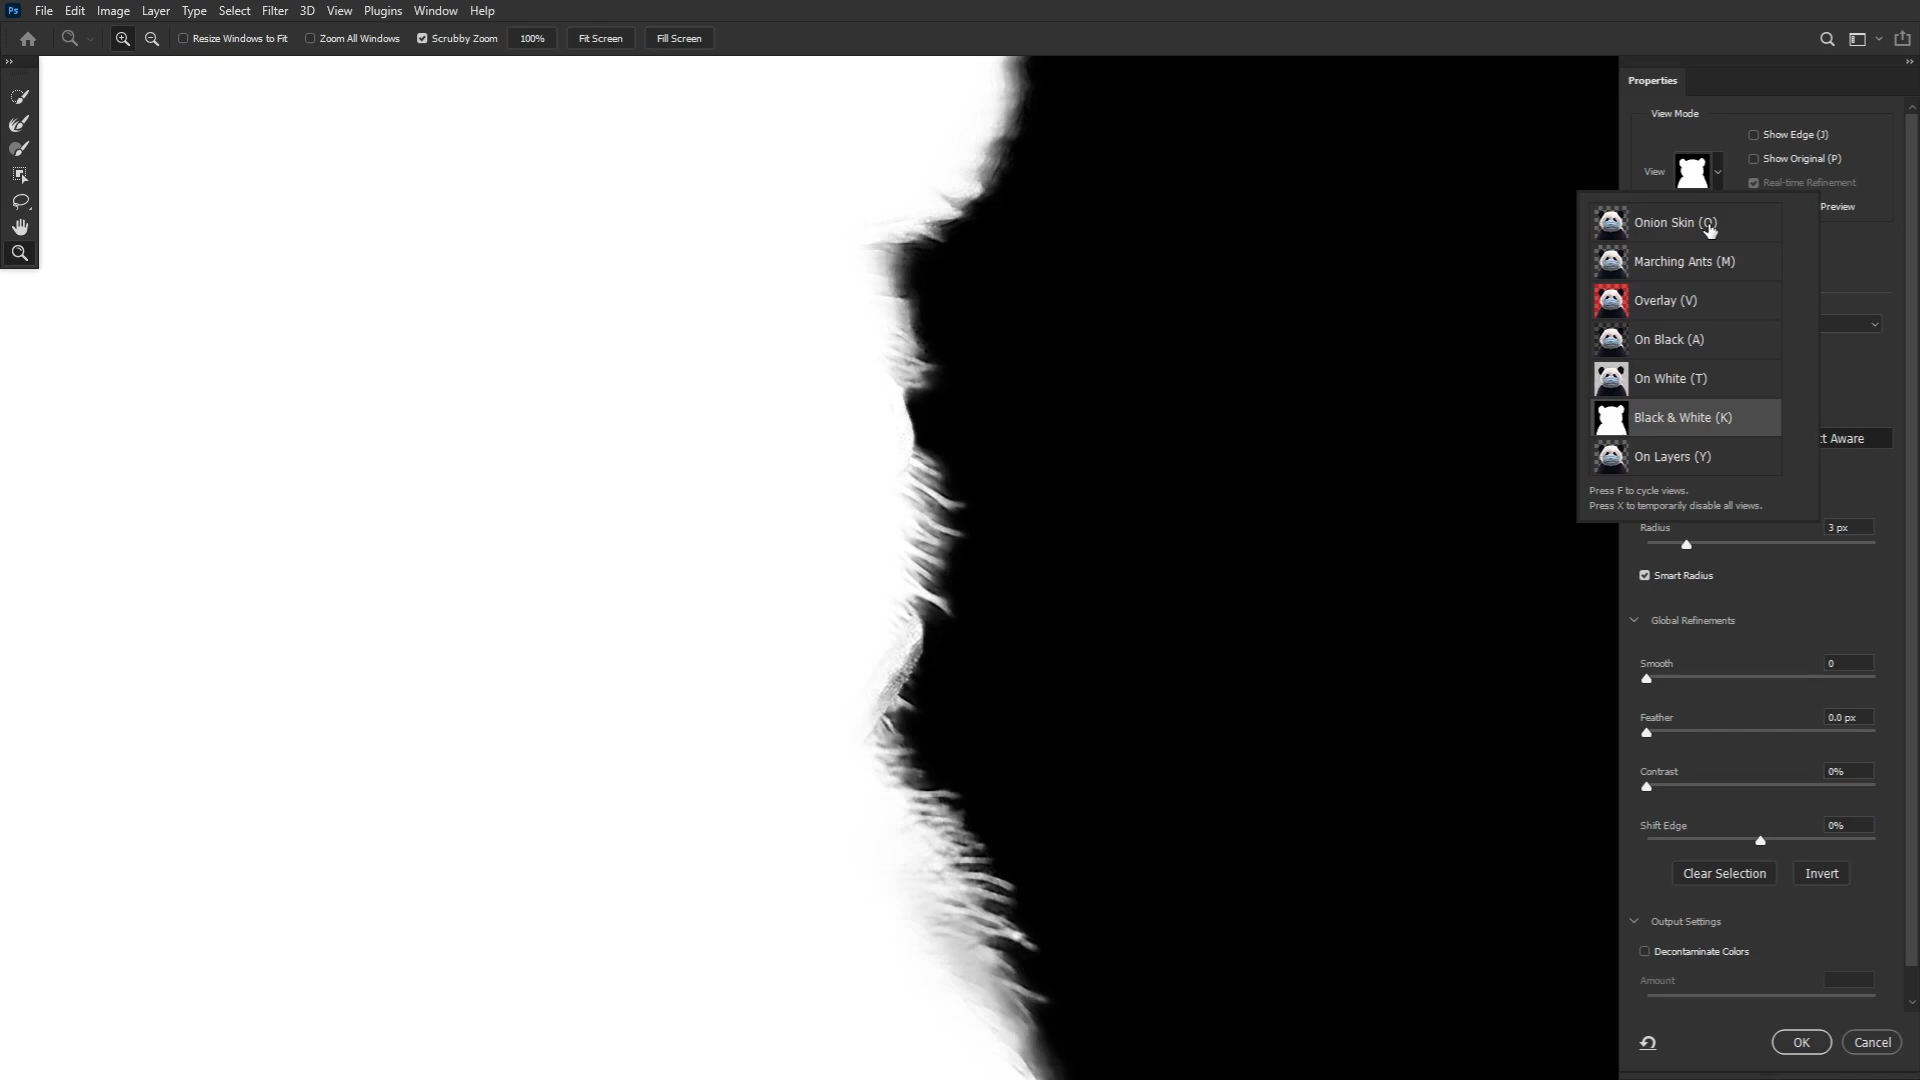 Ps File Edit Image Layer Type Select Filter 3D View Plugins Window Help
Resize Windows to Fit Zoom All Windows Scrubby Zoom 100% Fit Screen Fill Screen
Properties
View Mode
Show Edge (J)
Show Original (P)
View
Real-time Refinement
Preview
Onion Skin (O)
Marching Ants (M)
Overlay (V)
On Black (A)
On White (T)
Black & White (K)
t Aware
On Layers (Y)
Press F to cycle views.
Press X to temporarily disable all views.
Radius 3 px
Smart Radius
Global Refinements
Smooth 0
Feather 0.0 px
Contrast 0%
Shift Edge 0%
Clear Selection Invert
Output Settings
Decontaminate Colors
Amount
OK Cancel